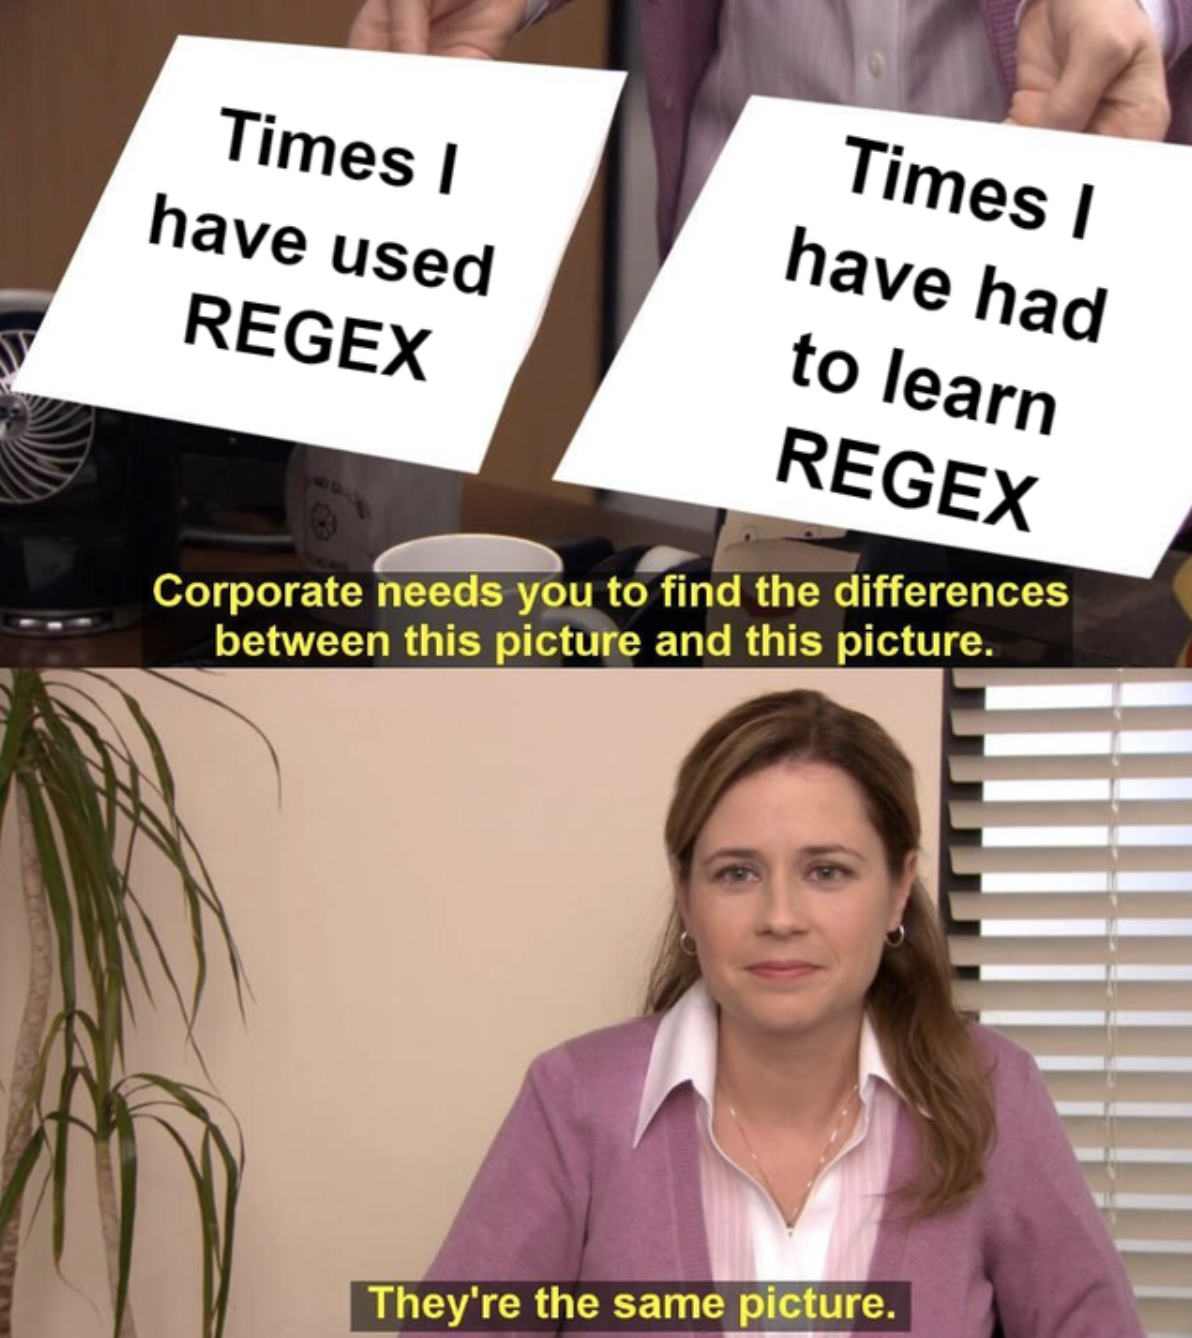 Times I
have used
REGEX
Times I
have had
to learn
REGEX
Corporate needs you to find the differences
between this picture and this picture.
They're the same picture.